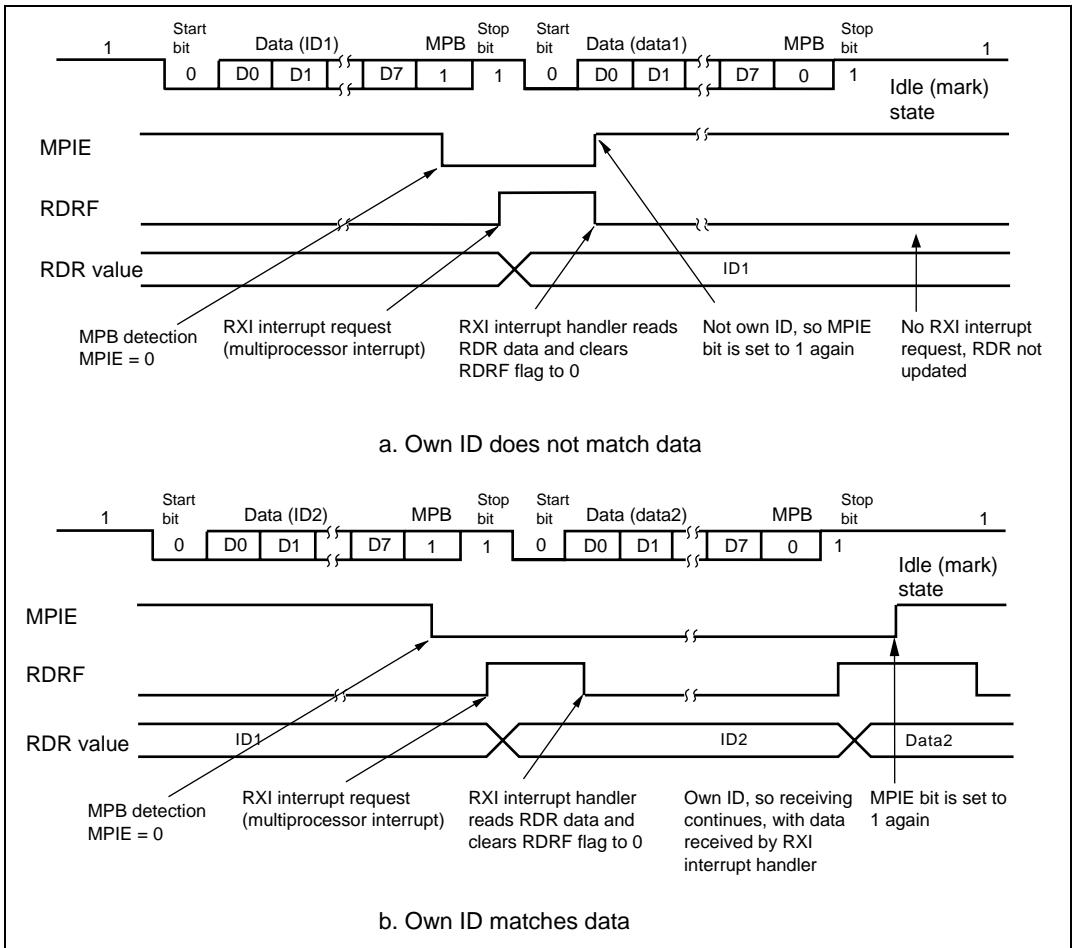 Start bit Data (ID1) MPB Stop bit Start bit Data (data1) MPB Stop bit
1 0 D0 D1 D7 1 1 0 D0 D1 D7 0 1 1
Idle (mark) state
MPIE
RDRF
RDR value ID1
MPB detection
MPIE = 0
RXI interrupt request
(multiprocessor interrupt)
RXI interrupt handler reads
RDR data and clears
RDRF flag to 0
Not own ID, so MPIE
bit is set to 1 again
No RXI interrupt
request, RDR not
updated
a. Own ID does not match data
Start bit Data (ID2) MPB Stop bit Start bit Data (data2) MPB Stop bit
1 0 D0 D1 D7 1 1 0 D0 D1 D7 0 1 1
Idle (mark) state
MPIE
RDRF
RDR value ID1 ID2 Data2
MPB detection
MPIE = 0
RXI interrupt request
(multiprocessor interrupt)
RXI interrupt handler
reads RDR data and
clears RDRF flag to 0
Own ID, so receiving
continues, with data
received by RXI
interrupt handler
MPIE bit is set to
1 again
b. Own ID matches data